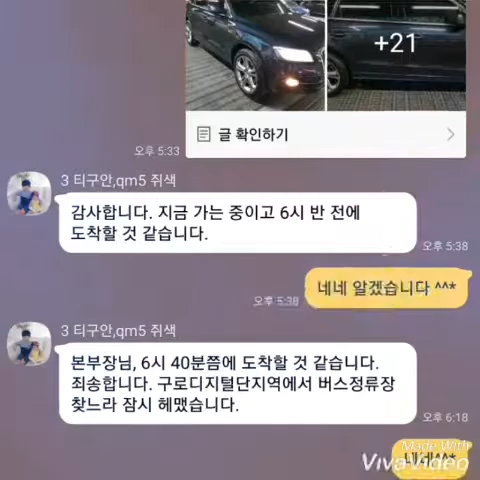 +21
글 확인하기
오후 5:33
3 티구안,qm5 쥐색
감사합니다. 지금 가는 중이고 6시 반 전에
도착할 것 같습니다.
오후 5:38
네네 알겠습니다 ^^*
오후 5:38
3 티구안,qm5 쥐색
본부장님, 6시 40분쯤에 도착할 것 같습니다.
죄송합니다. 구로디지털단지역에서 버스정류장
찾느라 잠시 헤맸습니다.
오후 6:18
네네^^*
Made With
VivaVideo